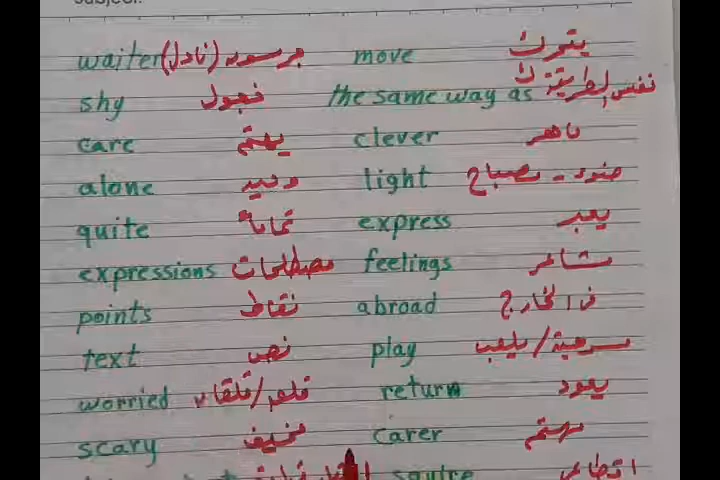 waiter جرسون (نادل) move يتحرك
shy خجول the same way as نفس الطريقة ك
care يهتم clever ماهر
alone وحيد light ضوء - مصباح
quite تماما express يعبر
expressions مصطلحات feelings مشاعر
points نقاط abroad فى الخارج
text نص play مسرحية / يلعب
worried قلق / return يعود
scary مخيف carer مهتم